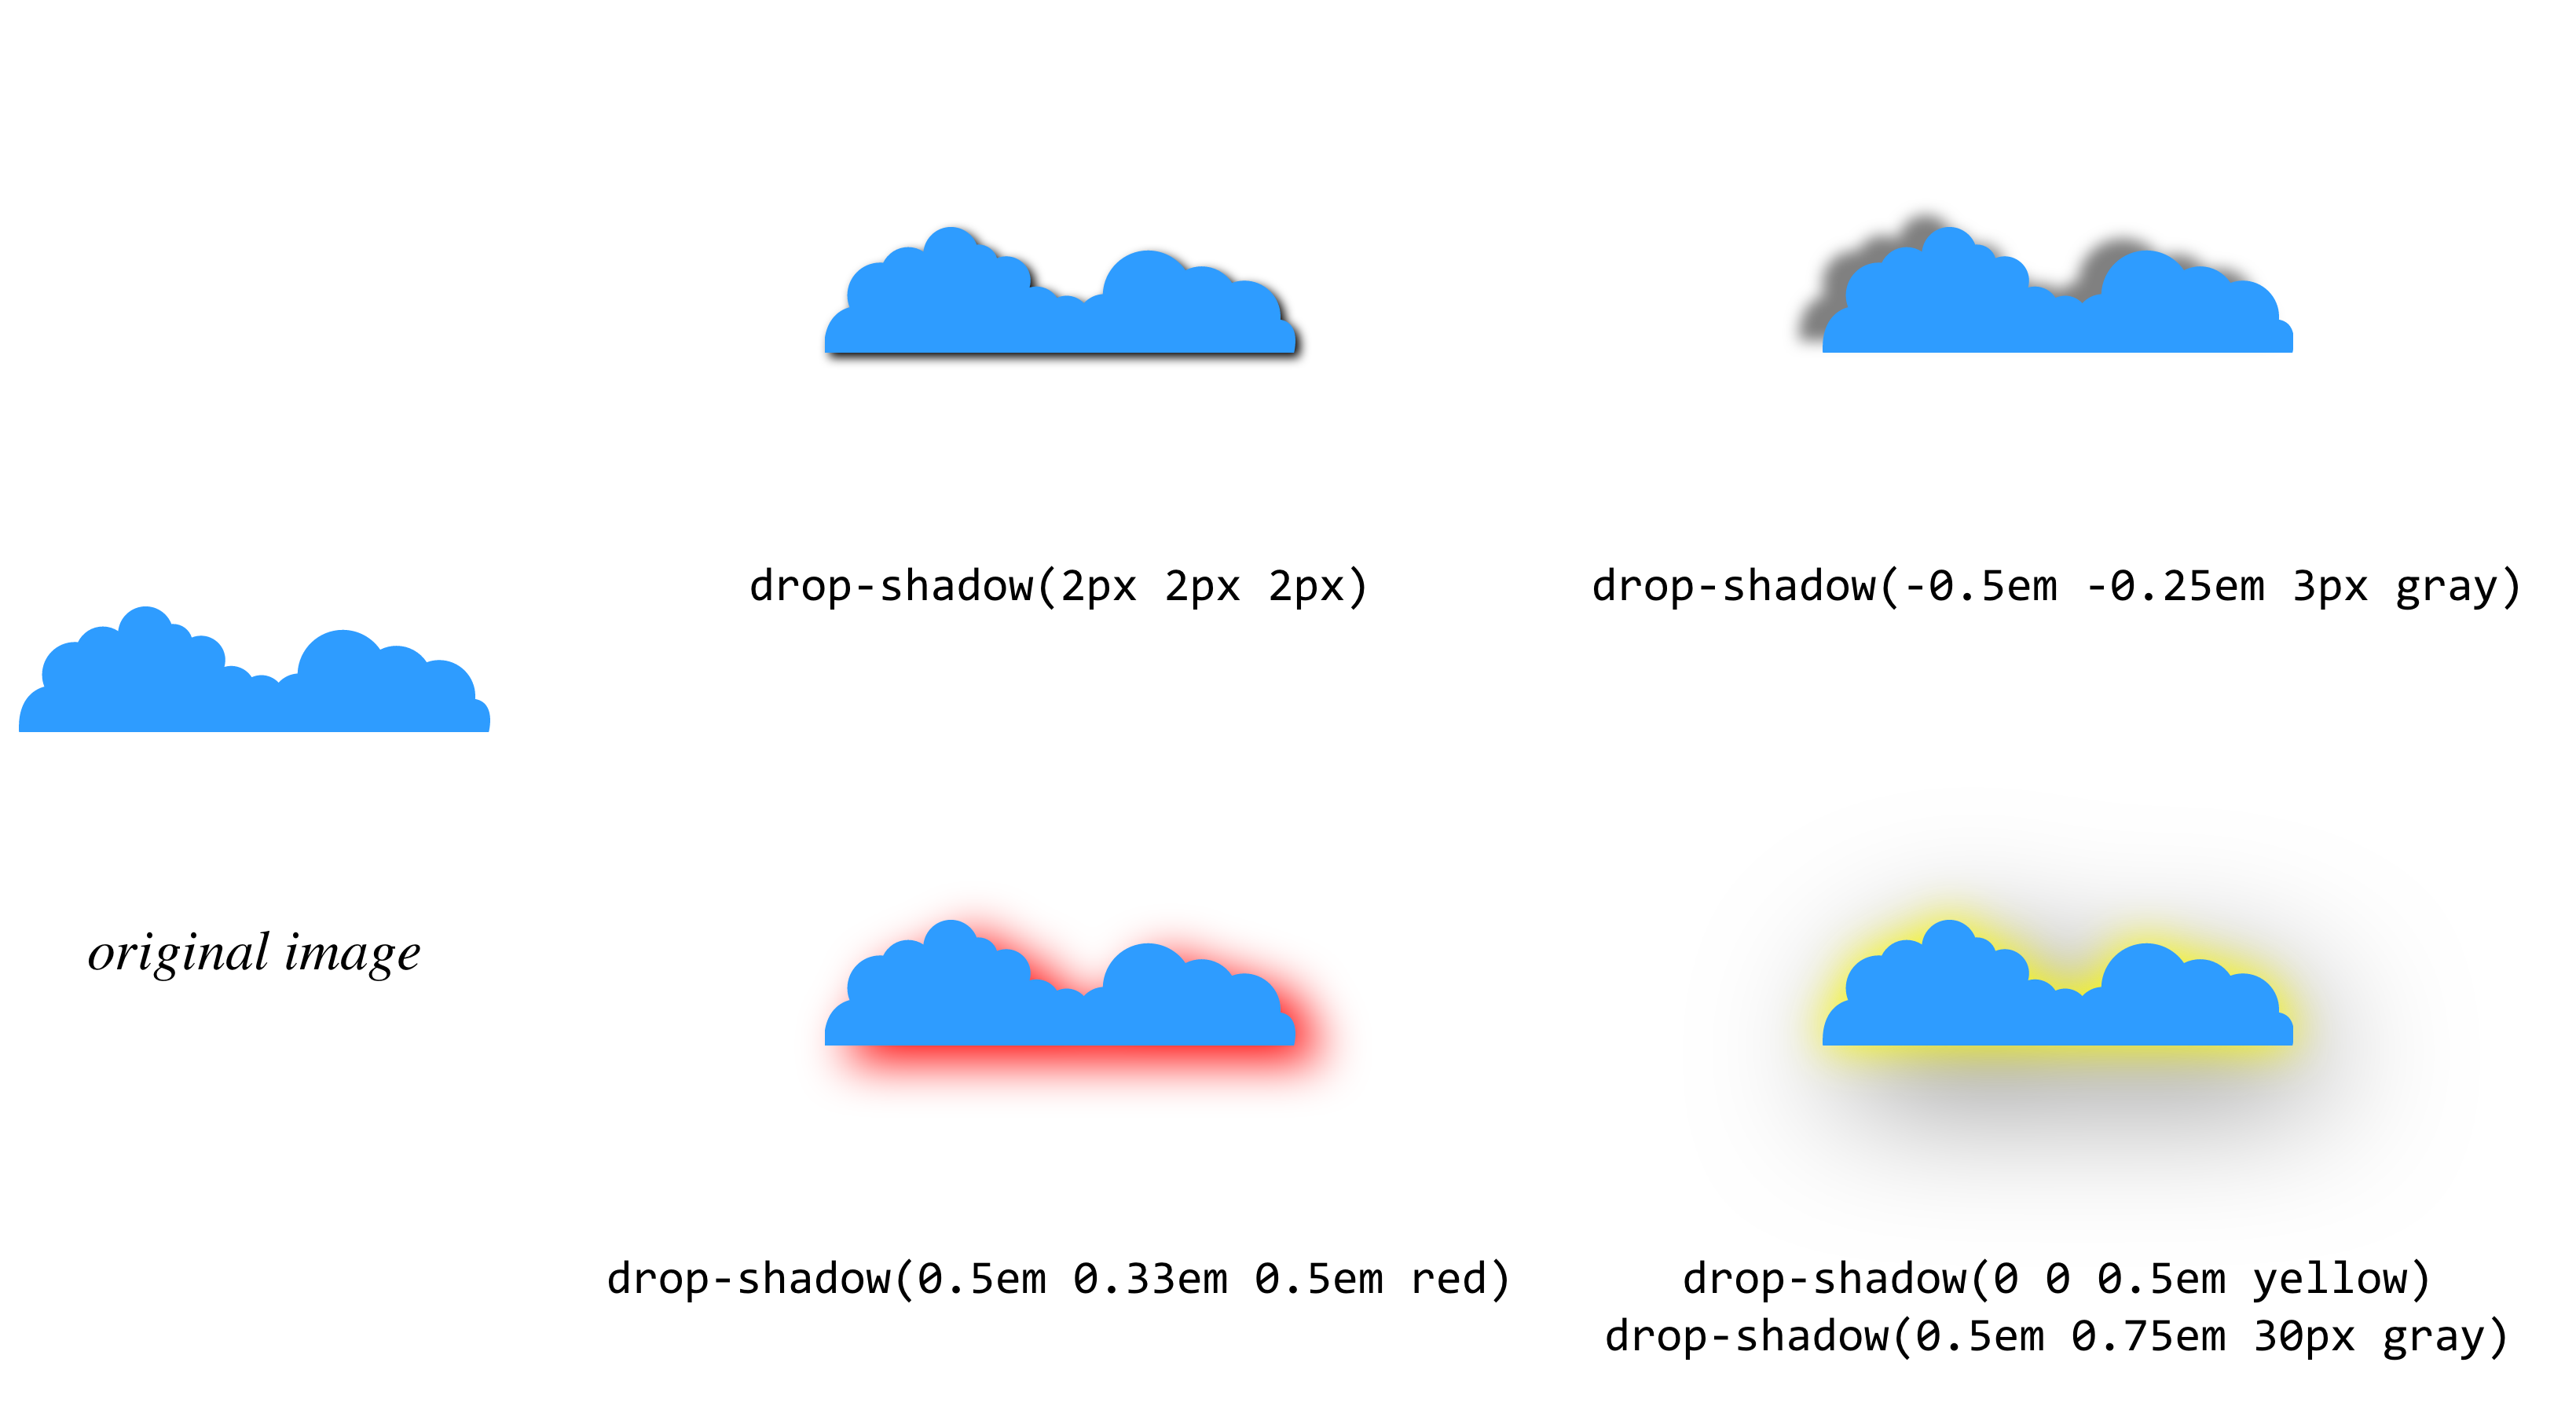 drop-shadow(2px 2px 2px)
drop-shadow(-0.5em -0.25em 3px gray)
original image
drop-shadow(0.5em 0.33em 0.5em red)
drop-shadow(0 0 0.5em yellow)
drop-shadow(0.5em 0.75em 30px gray)